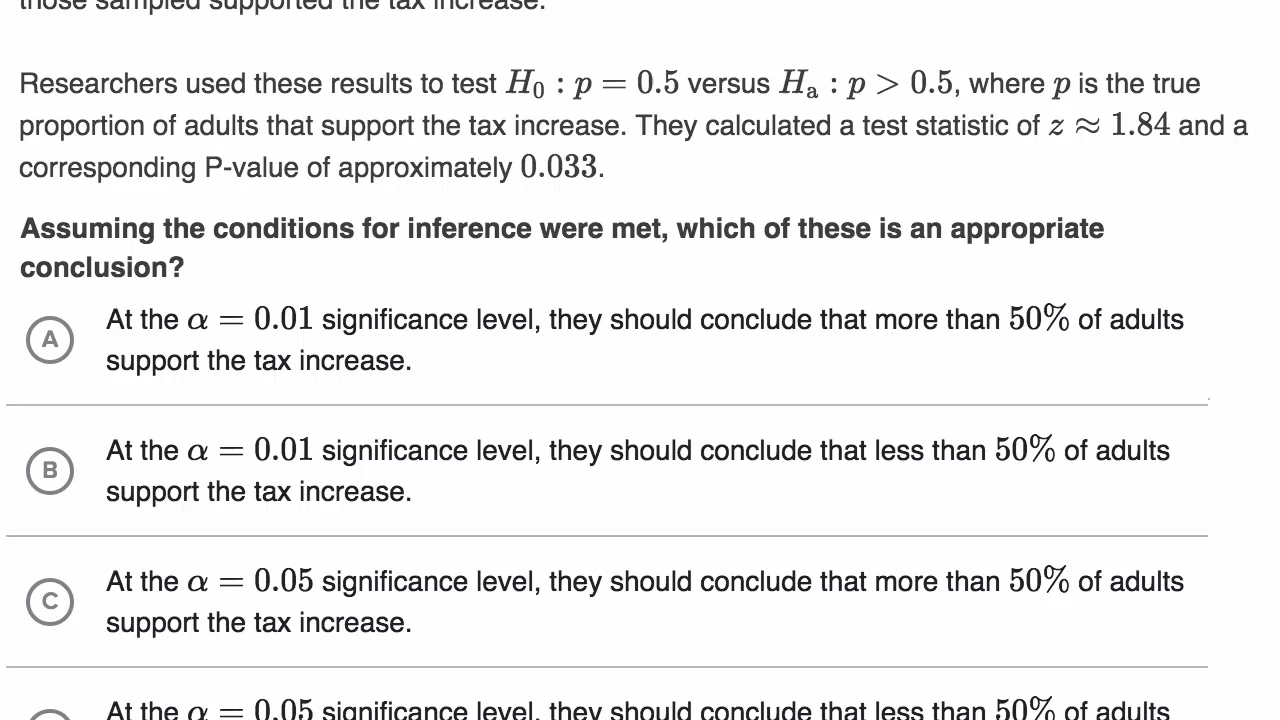 those sampled supported the tax increase.
Researchers used these results to test H₀ : p = 0.5 versus Hₐ : p > 0.5, where p is the true
proportion of adults that support the tax increase. They calculated a test statistic of z ≈ 1.84 and a
corresponding P-value of approximately 0.033.
Assuming the conditions for inference were met, which of these is an appropriate
conclusion?
A
At the α = 0.01 significance level, they should conclude that more than 50% of adults
support the tax increase.
B
At the α = 0.01 significance level, they should conclude that less than 50% of adults
support the tax increase.
C
At the α = 0.05 significance level, they should conclude that more than 50% of adults
support the tax increase.
At the α = 0.05 significance level, they should conclude that less than 50% of adults